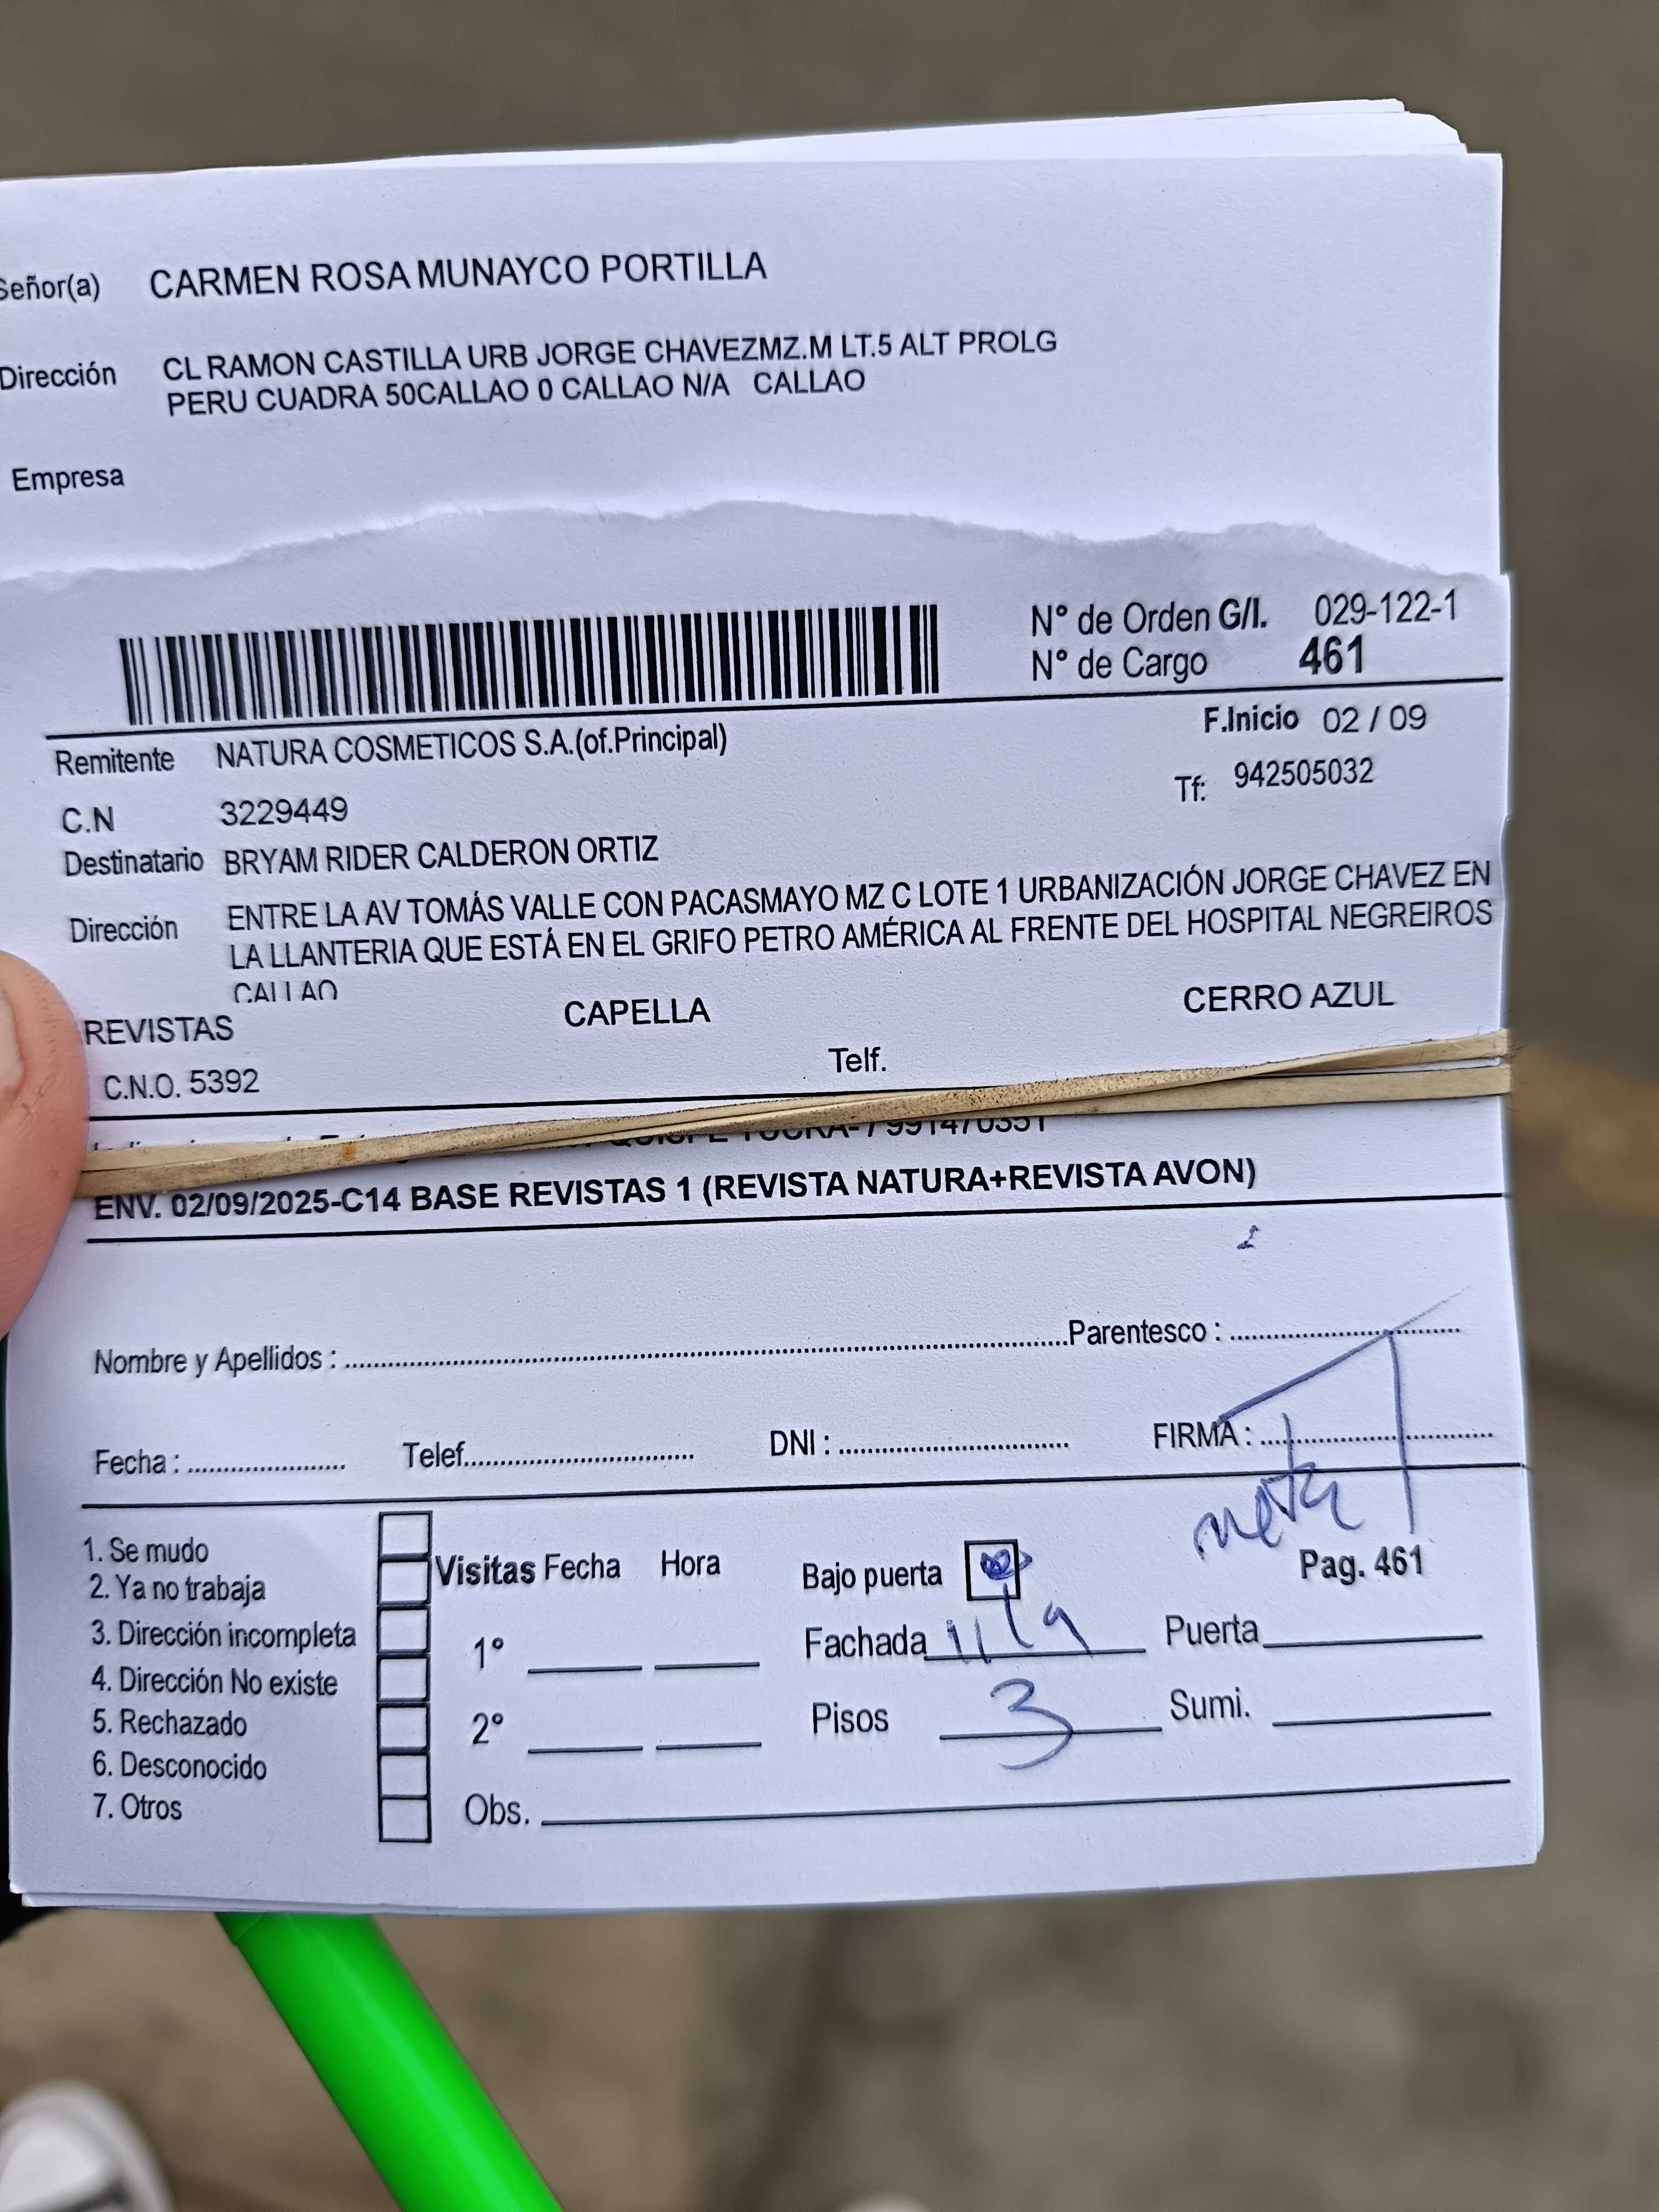 Señor(a) CARMEN ROSA MUNAYCO PORTILLA
Dirección CL RAMON CASTILLA URB JORGE CHAVEZMZ.M LT.5 ALT PROLG
PERU CUADRA 50CALLAO 0 CALLAO N/A CALLAO
Empresa
N° de Orden G/I. 029-122-1
N° de Cargo 461
F.Inicio 02 / 09
Remitente NATURA COSMETICOS S.A.(of.Principal)
Tf: 942505032
C.N 3229449
Destinatario BRYAM RIDER CALDERON ORTIZ
Dirección ENTRE LA AV TOMÁS VALLE CON PACASMAYO MZ C LOTE 1 URBANIZACIÓN JORGE CHAVEZ EN
LA LLANTERIA QUE ESTÁ EN EL GRIFO PETRO AMÉRICA AL FRENTE DEL HOSPITAL NEGREIROS
CALLAO
REVISTAS CAPELLA CERRO AZUL
C.N.O. 5392 Telf.
991470351
ENV. 02/09/2025-C14 BASE REVISTAS 1 (REVISTA NATURA+REVISTA AVON)
Nombre y Apellidos : Parentesco :
Fecha : Telef. DNI : FIRMA :
1. Se mudo
2. Ya no trabaja
3. Dirección incompleta
4. Dirección No existe
5. Rechazado
6. Desconocido
7. Otros
Visitas Fecha Hora
1°
2°
Obs.
Bajo puerta
Pag. 461
Fachada Puerta
Pisos 3 Sumi.